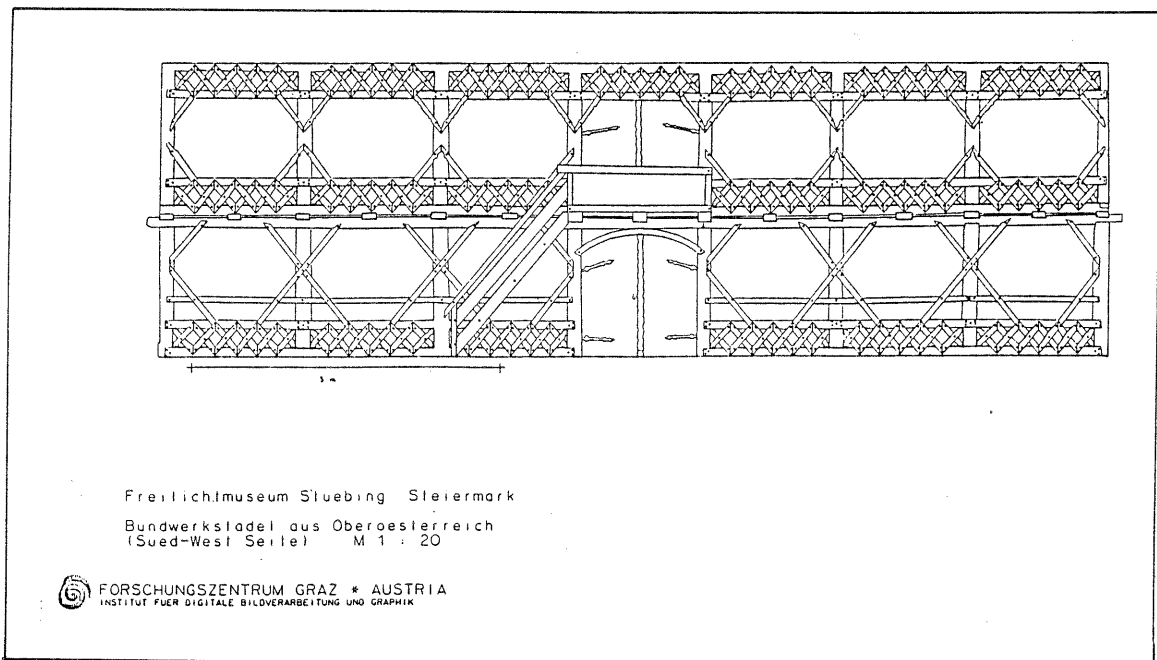 5 m
Freilichtmuseum Stuebing Steiermark
Bundwerkstadel aus Oberoesterreich
(Sued-West Seite) M 1 : 20
FORSCHUNGSZENTRUM GRAZ * AUSTRIA
INSTITUT FUER DIGITALE BILDVERARBEITUNG UND GRAPHIK